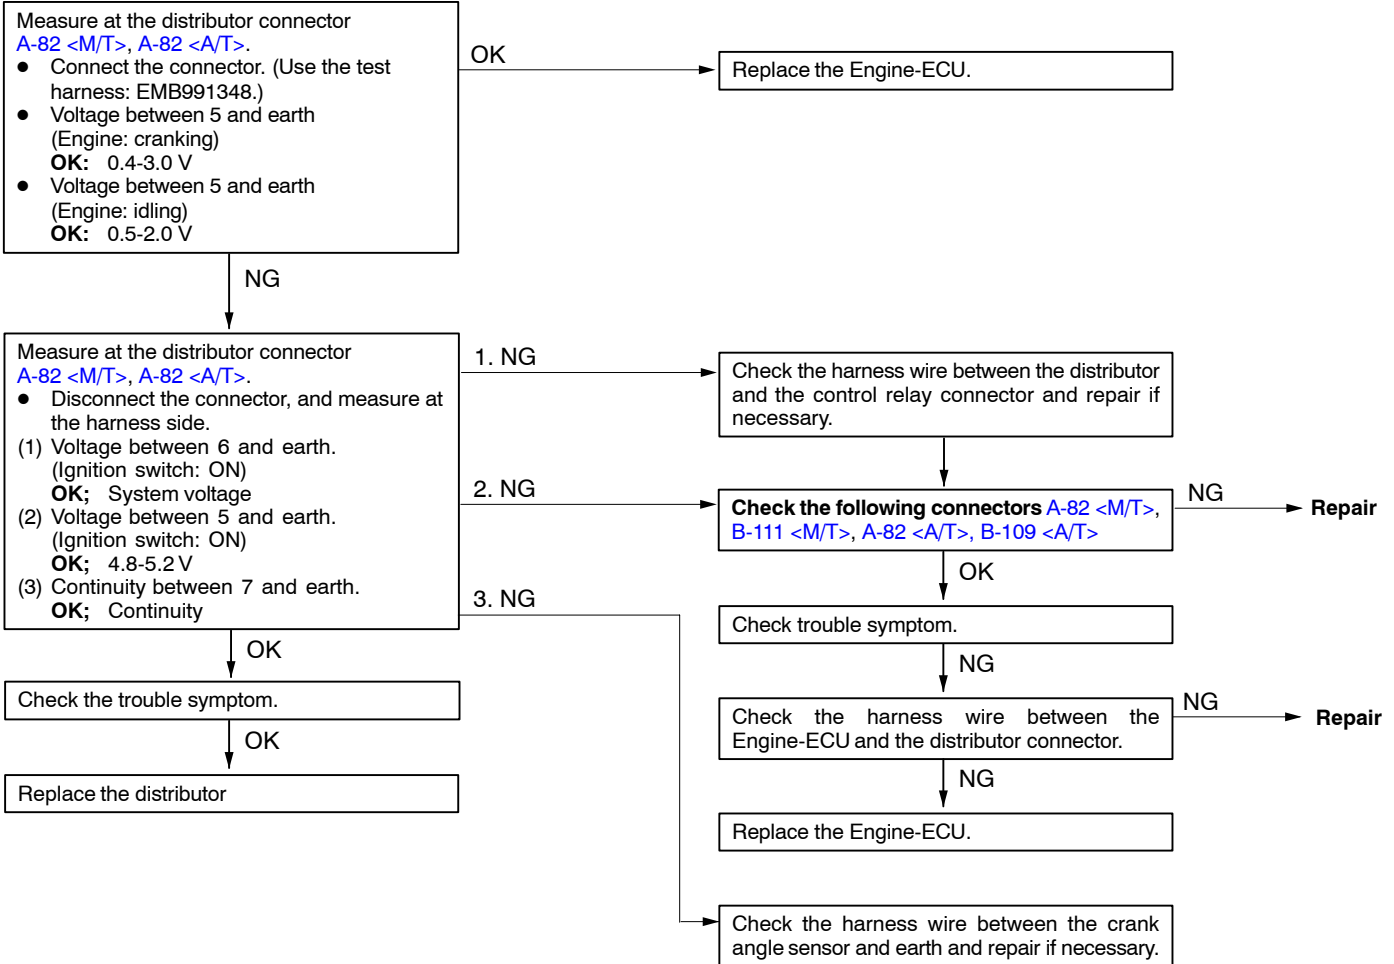 Measure at the distributor connector
A-82 <M/T>, A-82 <A/T>.
● Connect the connector. (Use the test
harness: EMB991348.)
● Voltage between 5 and earth
(Engine: cranking)
OK: 0.4-3.0 V
● Voltage between 5 and earth
(Engine: idling)
OK: 0.5-2.0 V
OK
Replace the Engine-ECU.
NG
Measure at the distributor connector
A-82 <M/T>, A-82 <A/T>.
● Disconnect the connector, and measure at
the harness side.
(1) Voltage between 6 and earth.
(Ignition switch: ON)
OK; System voltage
(2) Voltage between 5 and earth.
(Ignition switch: ON)
OK; 4.8-5.2 V
(3) Continuity between 7 and earth.
OK; Continuity
1. NG
Check the harness wire between the distributor
and the control relay connector and repair if
necessary.
2. NG
Check the following connectors A-82 <M/T>,
B-111 <M/T>, A-82 <A/T>, B-109 <A/T>
NG
Repair
OK
Check trouble symptom.
NG
Check the harness wire between the
Engine-ECU and the distributor connector.
NG
Repair
NG
Replace the Engine-ECU.
3. NG
Check the harness wire between the crank
angle sensor and earth and repair if necessary.
OK
Check the trouble symptom.
OK
Replace the distributor